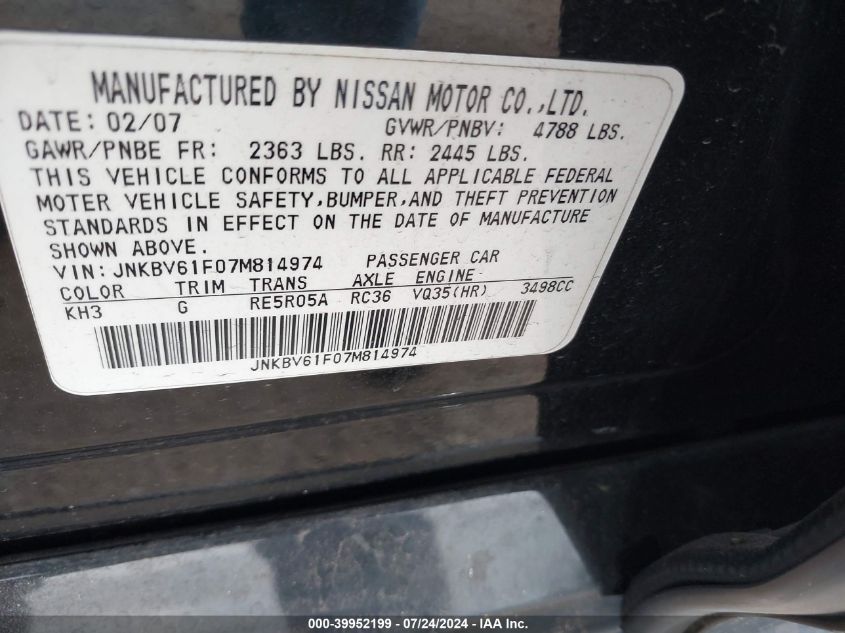 MANUFACTURED BY NISSAN MOTOR CO.,LTD.
DATE: 02/07 GVWR/PNBV: 4788 LBS.
GAWR/PNBE FR: 2363 LBS. RR: 2445 LBS.
THIS VEHICLE CONFORMS TO ALL APPLICABLE FEDERAL
MOTER VEHICLE SAFETY,BUMPER,AND THEFT PREVENTION
STANDARDS IN EFFECT ON THE DATE OF MANUFACTURE
SHOWN ABOVE.
VIN: JNKBV61F07M814974 PASSENGER CAR
COLOR TRIM TRANS AXLE ENGINE
KH3 G RE5R05A RC36 VQ35(HR) 3498CC
JNKBV61F07M814974
100 - 39952199 - 07/24/2024 - IAA Inc.